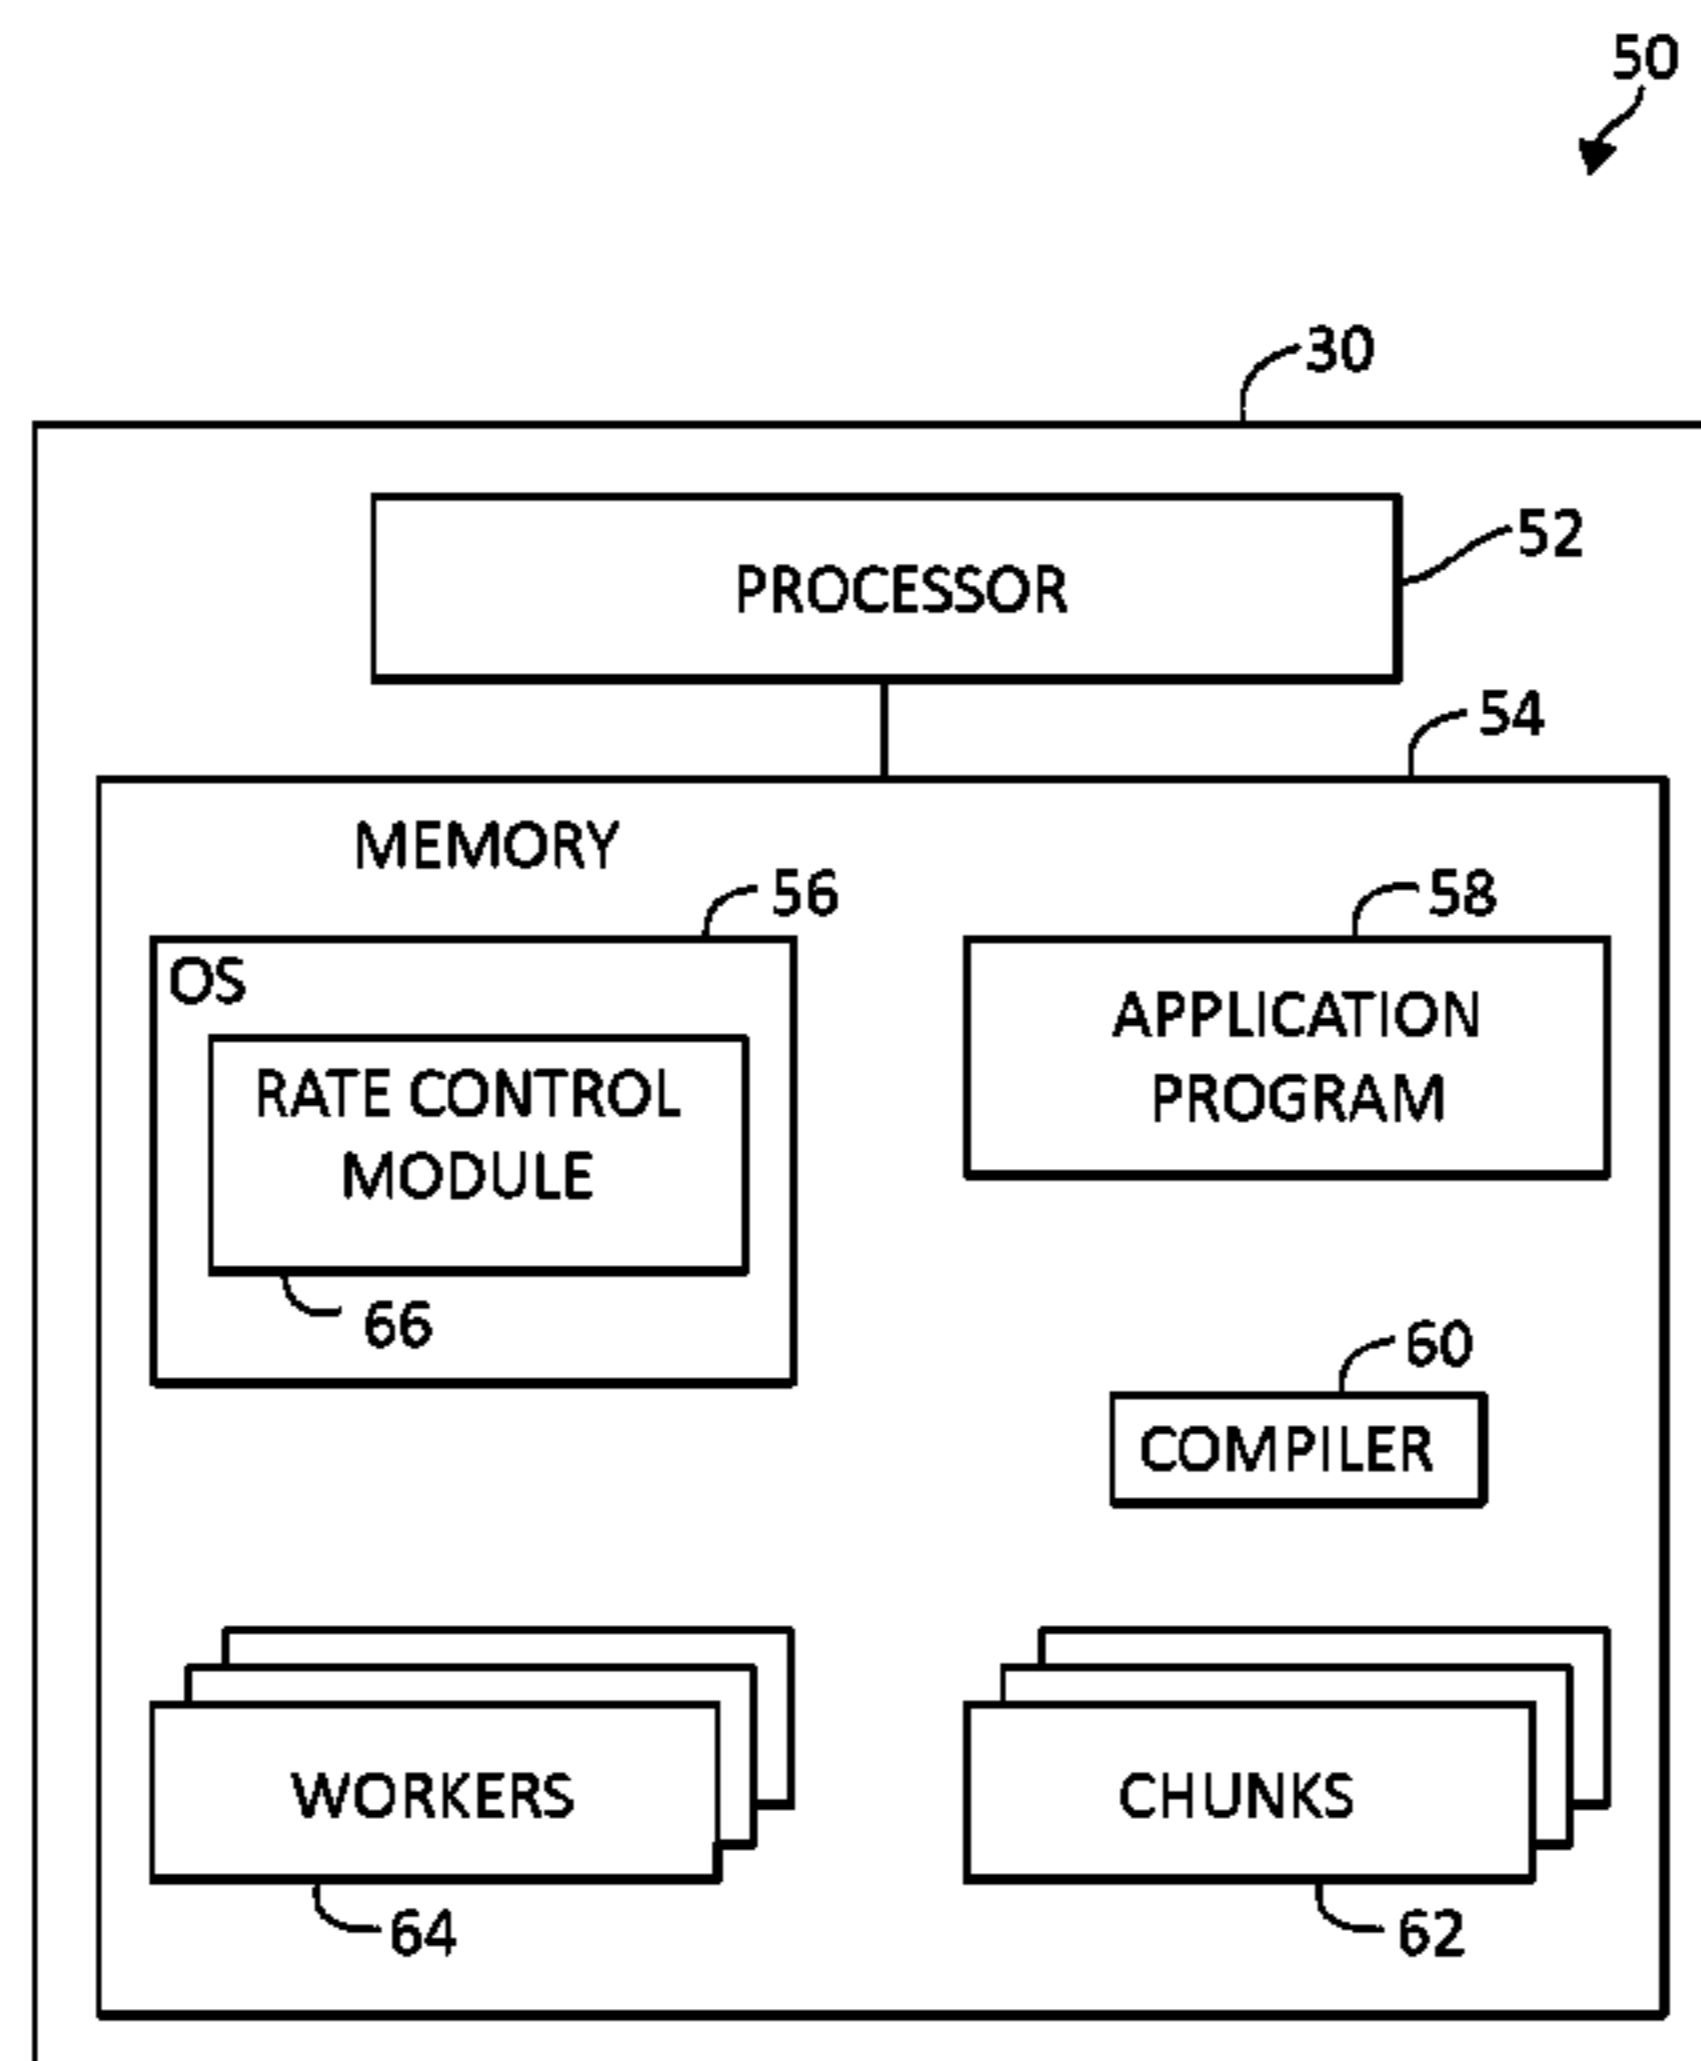 50
30
PROCESSOR
52
54
MEMORY
56
58
OS
RATE CONTROL
MODULE
66
APPLICATION
PROGRAM
60
COMPILER
WORKERS
64
CHUNKS
62